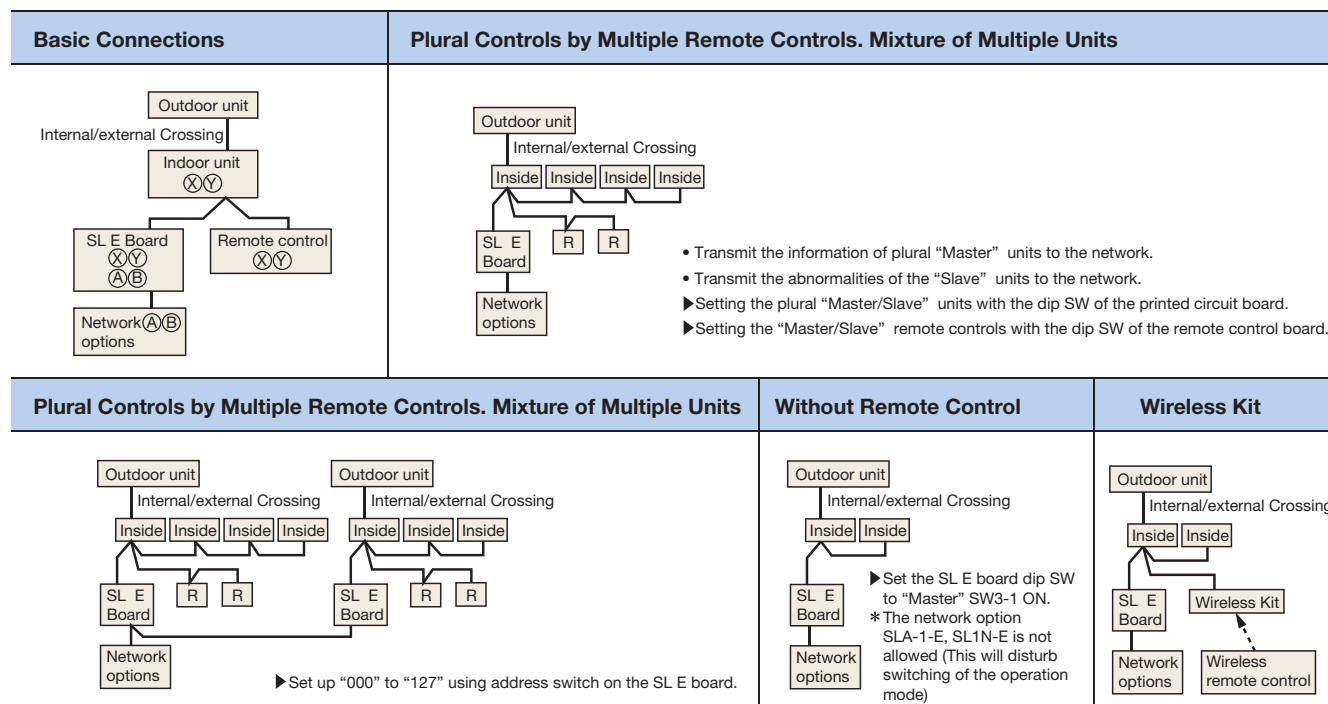 Basic Connections
Outdoor unit
Internal/external Crossing
Indoor unit
ⓍⓎ
SL E Board
ⓍⓎ
ⒶⒷ
Remote control
ⓍⓎ
NetworkⒶⒷ
options
Plural Controls by Multiple Remote Controls. Mixture of Multiple Units
Outdoor unit
Internal/external Crossing
Inside Inside Inside Inside
SL E
Board
R R
Network
options
• Transmit the information of plural “Master” units to the network.
• Transmit the abnormalities of the “Slave” units to the network.
▶Setting the plural “Master/Slave” units with the dip SW of the printed circuit board.
▶Setting the “Master/Slave” remote controls with the dip SW of the remote control board.
Plural Controls by Multiple Remote Controls. Mixture of Multiple Units
Outdoor unit Outdoor unit
Internal/external Crossing Internal/external Crossing
Inside Inside Inside Inside Inside Inside Inside
SL E
Board
R R
SL E
Board
R R
Network
options
▶Set up “000” to “127” using address switch on the SL E board.
Without Remote Control
Outdoor unit
Internal/external Crossing
Inside Inside
SL E
Board
Network
options
▶Set the SL E board dip SW
to “Master” SW3-1 ON.
*The network option
SLA-1-E, SL1N-E is not
allowed (This will disturb
switching of the operation
mode)
Wireless Kit
Outdoor unit
Internal/external Crossing
Inside Inside
SL E
Board
Wireless Kit
Network
options
Wireless
remote control